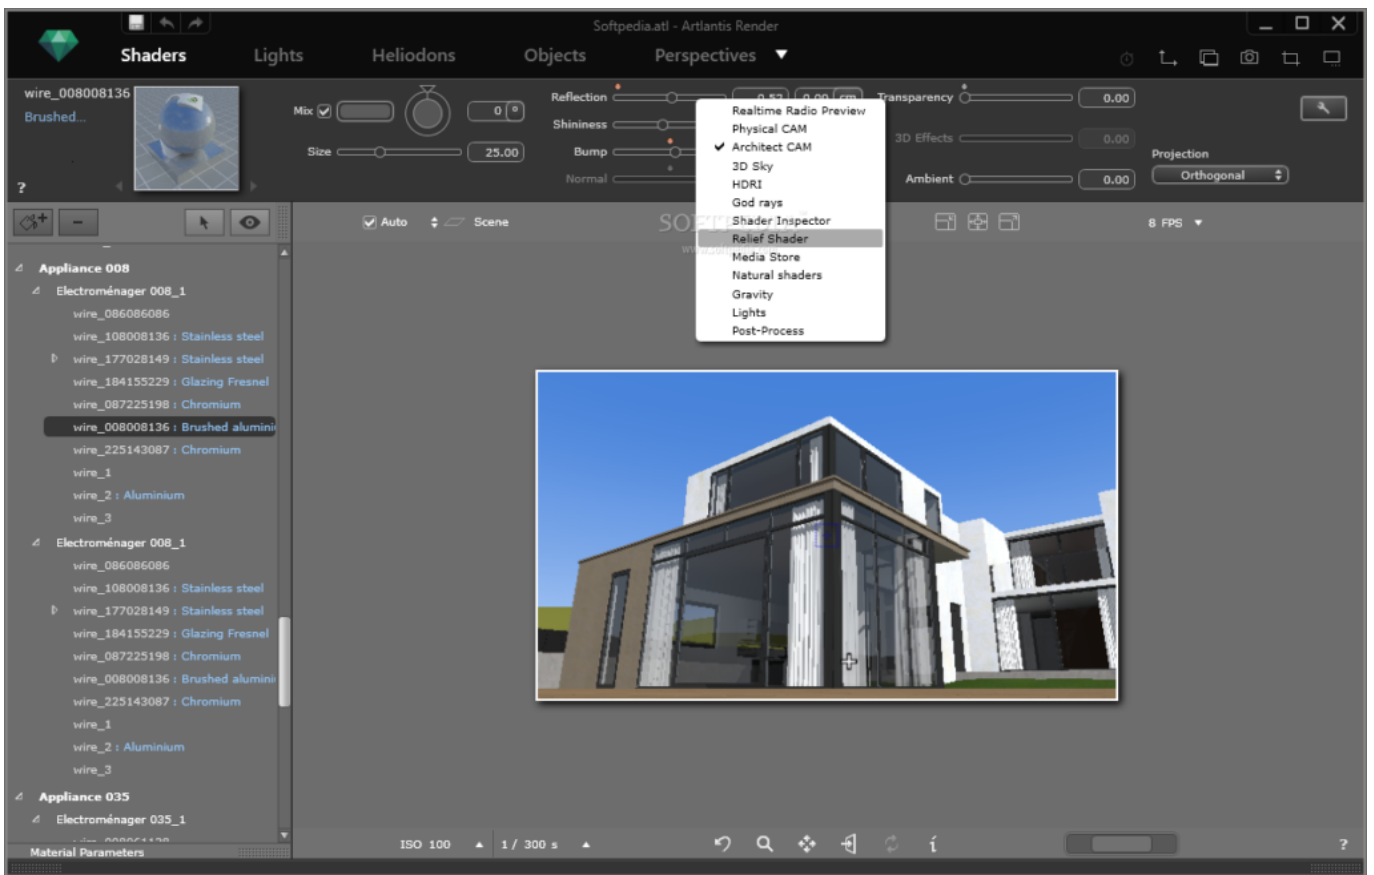 Softpedia.atl - Artlantis Render
Shaders Lights Heliodons Objects Perspectives
wire_008008136
Brushed...
?
Mix
0 °
Size 25.00
Reflection 0.52 0.00 cm
Shininess
Bump
Normal
Transparency 0.00
3D Effects 0.00
Ambient 0.00
Projection
Orthogonal
Realtime Radio Preview
Physical CAM
Architect CAM
3D Sky
HDRI
God rays
Shader Inspector
Relief Shader
Media Store
Natural shaders
Gravity
Lights
Post-Process
Auto Scene
8 FPS
Appliance 008
Electroménager 008_1
wire_086086086
wire_108008136 : Stainless steel
wire_177028149 : Stainless steel
wire_184155229 : Glazing Fresnel
wire_087225198 : Chromium
wire_008008136 : Brushed alumini
wire_225143087 : Chromium
wire_1
wire_2 : Aluminium
wire_3
Electroménager 008_1
wire_086086086
wire_108008136 : Stainless steel
wire_177028149 : Stainless steel
wire_184155229 : Glazing Fresnel
wire_087225198 : Chromium
wire_008008136 : Brushed alumini
wire_225143087 : Chromium
wire_1
wire_2 : Aluminium
wire_3
Appliance 035
Electroménager 035_1
Material Parameters
ISO 100 1 / 300 s i ?